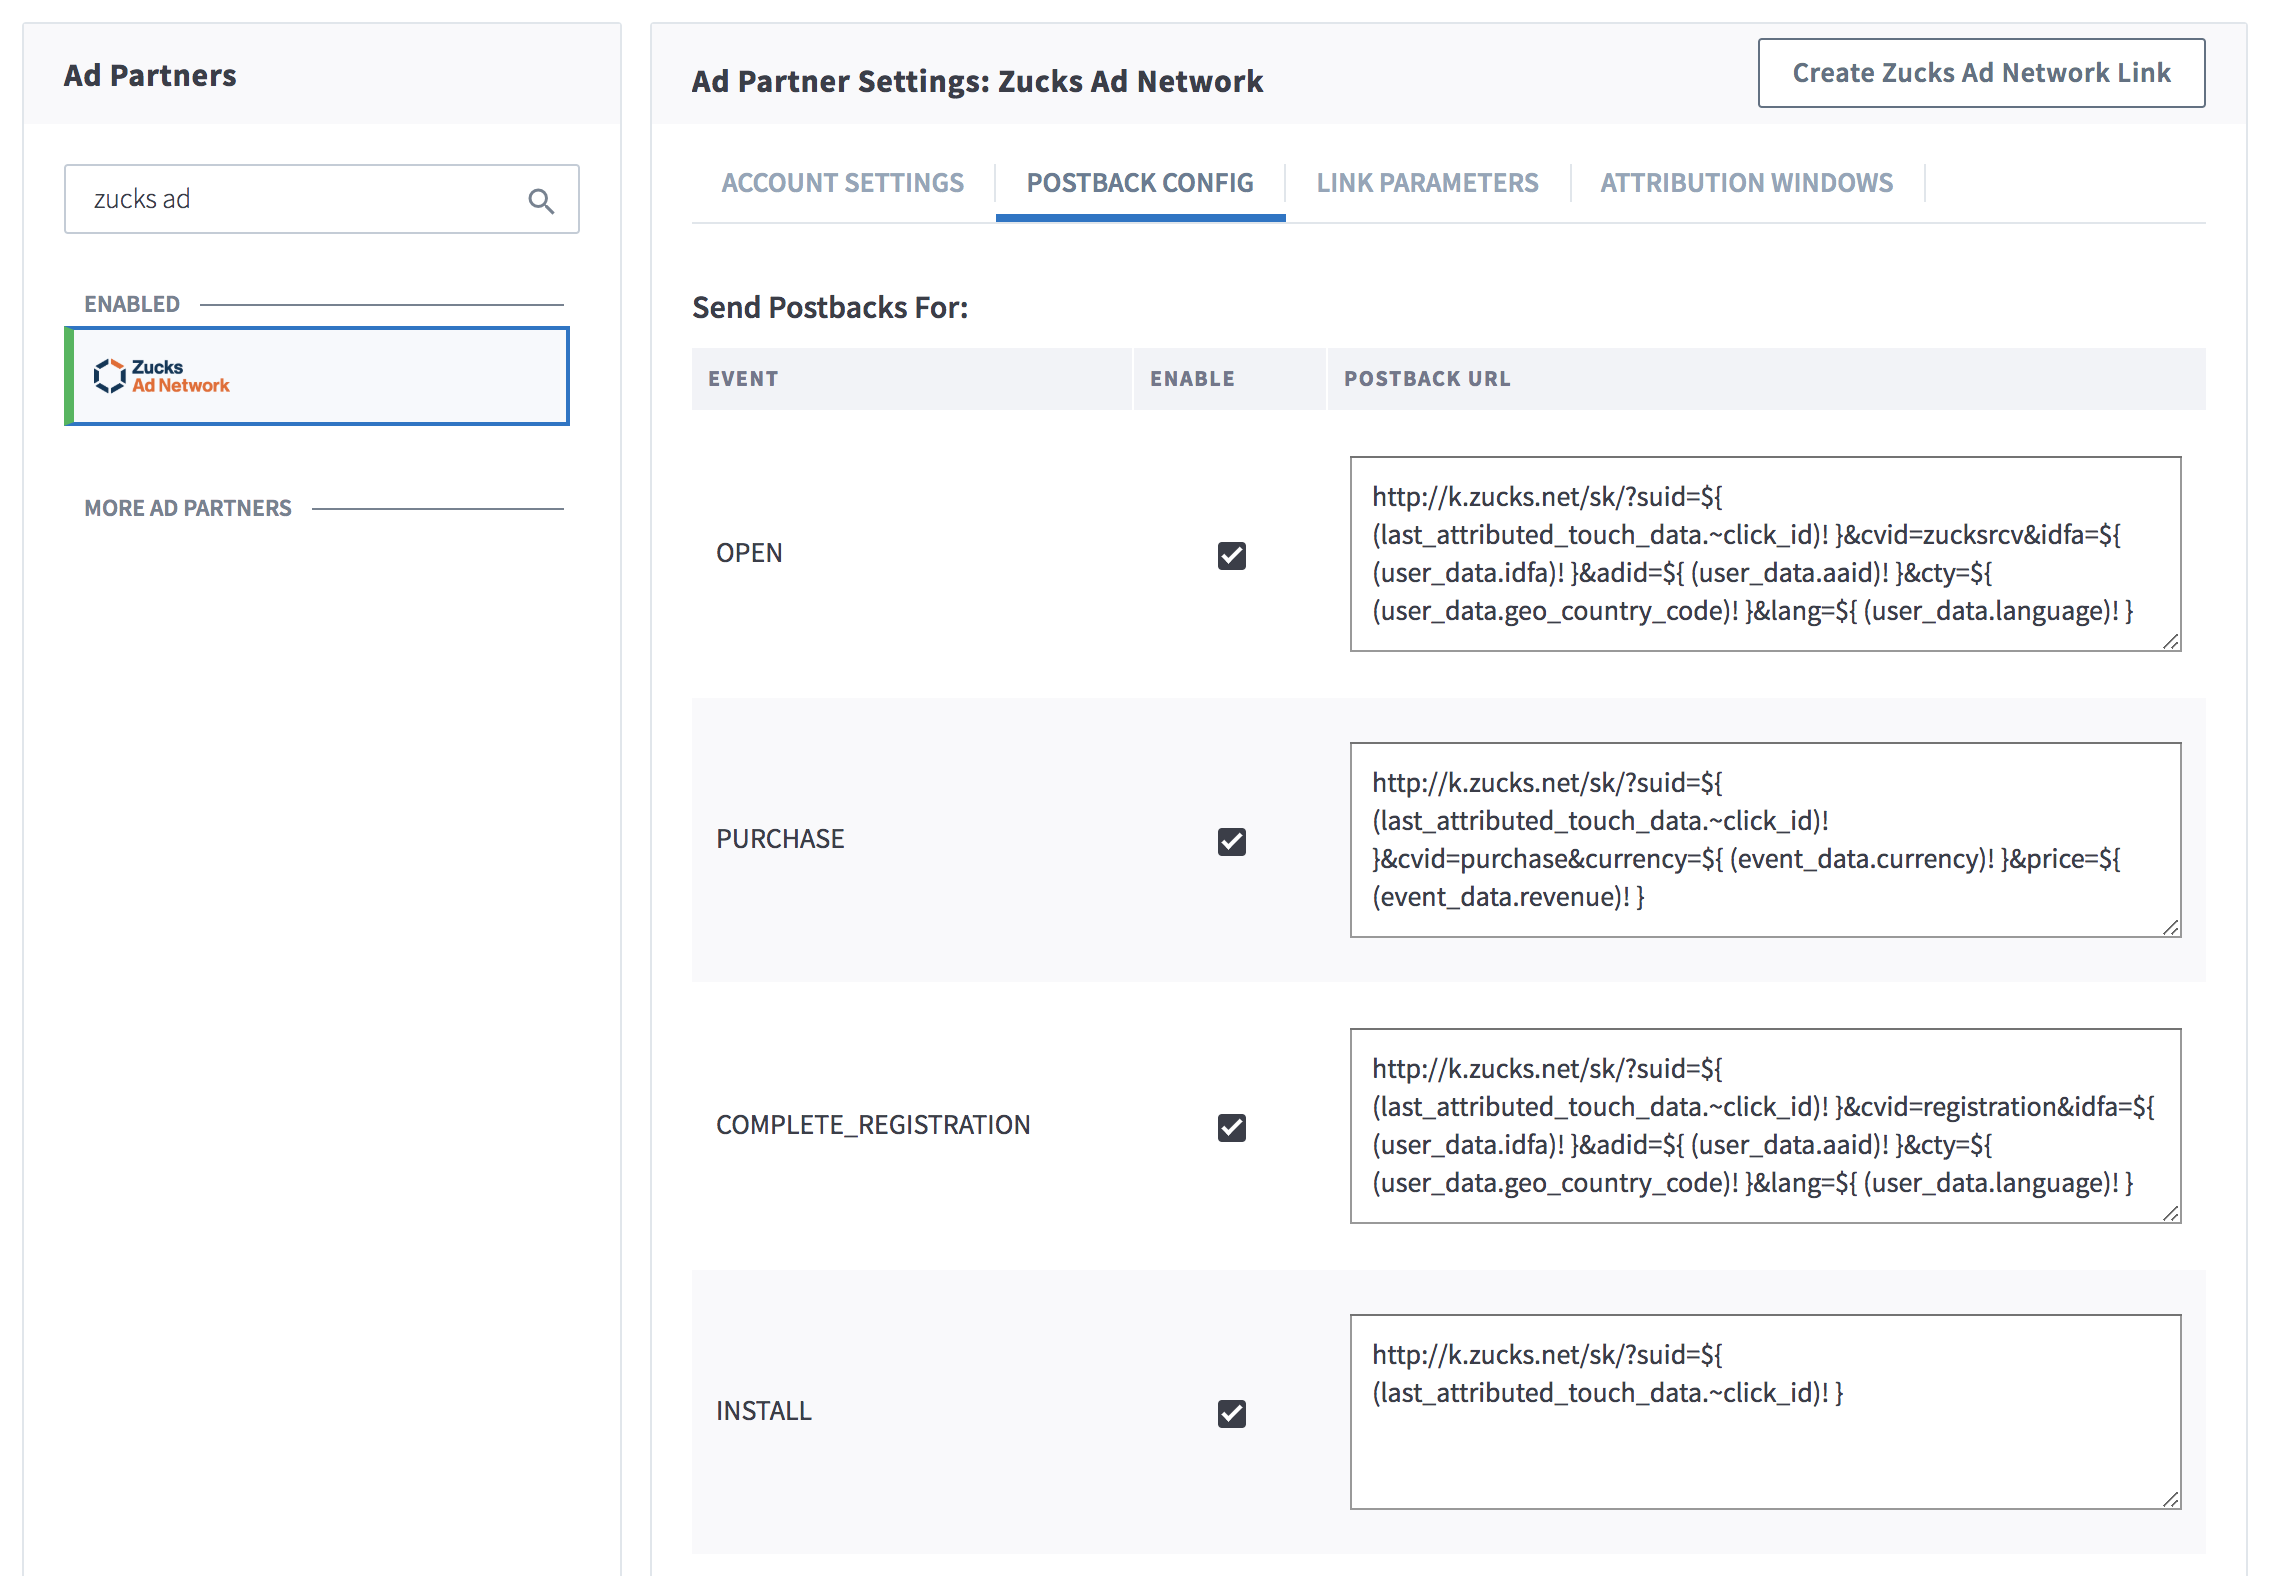 Ad Partners
zucks ad
ENABLED
Zucks
Ad Network
MORE AD PARTNERS
Ad Partner Settings: Zucks Ad Network
Create Zucks Ad Network Link
ACCOUNT SETTINGS
POSTBACK CONFIG
LINK PARAMETERS
ATTRIBUTION WINDOWS
Send Postbacks For:
EVENT
ENABLE
POSTBACK URL
OPEN
http://k.zucks.net/sk/?suid=${
(last_attributed_touch_data.~click_id)! }&cvid=zucksrcv&idfa=${
(user_data.idfa)! }&adid=${ (user_data.aaid)! }&cty=${
(user_data.geo_country_code)! }&lang=${ (user_data.language)! }
PURCHASE
http://k.zucks.net/sk/?suid=${
(last_attributed_touch_data.~click_id)!
}&cvid=purchase&currency=${ (event_data.currency)! }&price=${
(event_data.revenue)! }
COMPLETE_REGISTRATION
http://k.zucks.net/sk/?suid=${
(last_attributed_touch_data.~click_id)! }&cvid=registration&idfa=${
(user_data.idfa)! }&adid=${ (user_data.aaid)! }&cty=${
(user_data.geo_country_code)! }&lang=${ (user_data.language)! }
INSTALL
http://k.zucks.net/sk/?suid=${
(last_attributed_touch_data.~click_id)! }